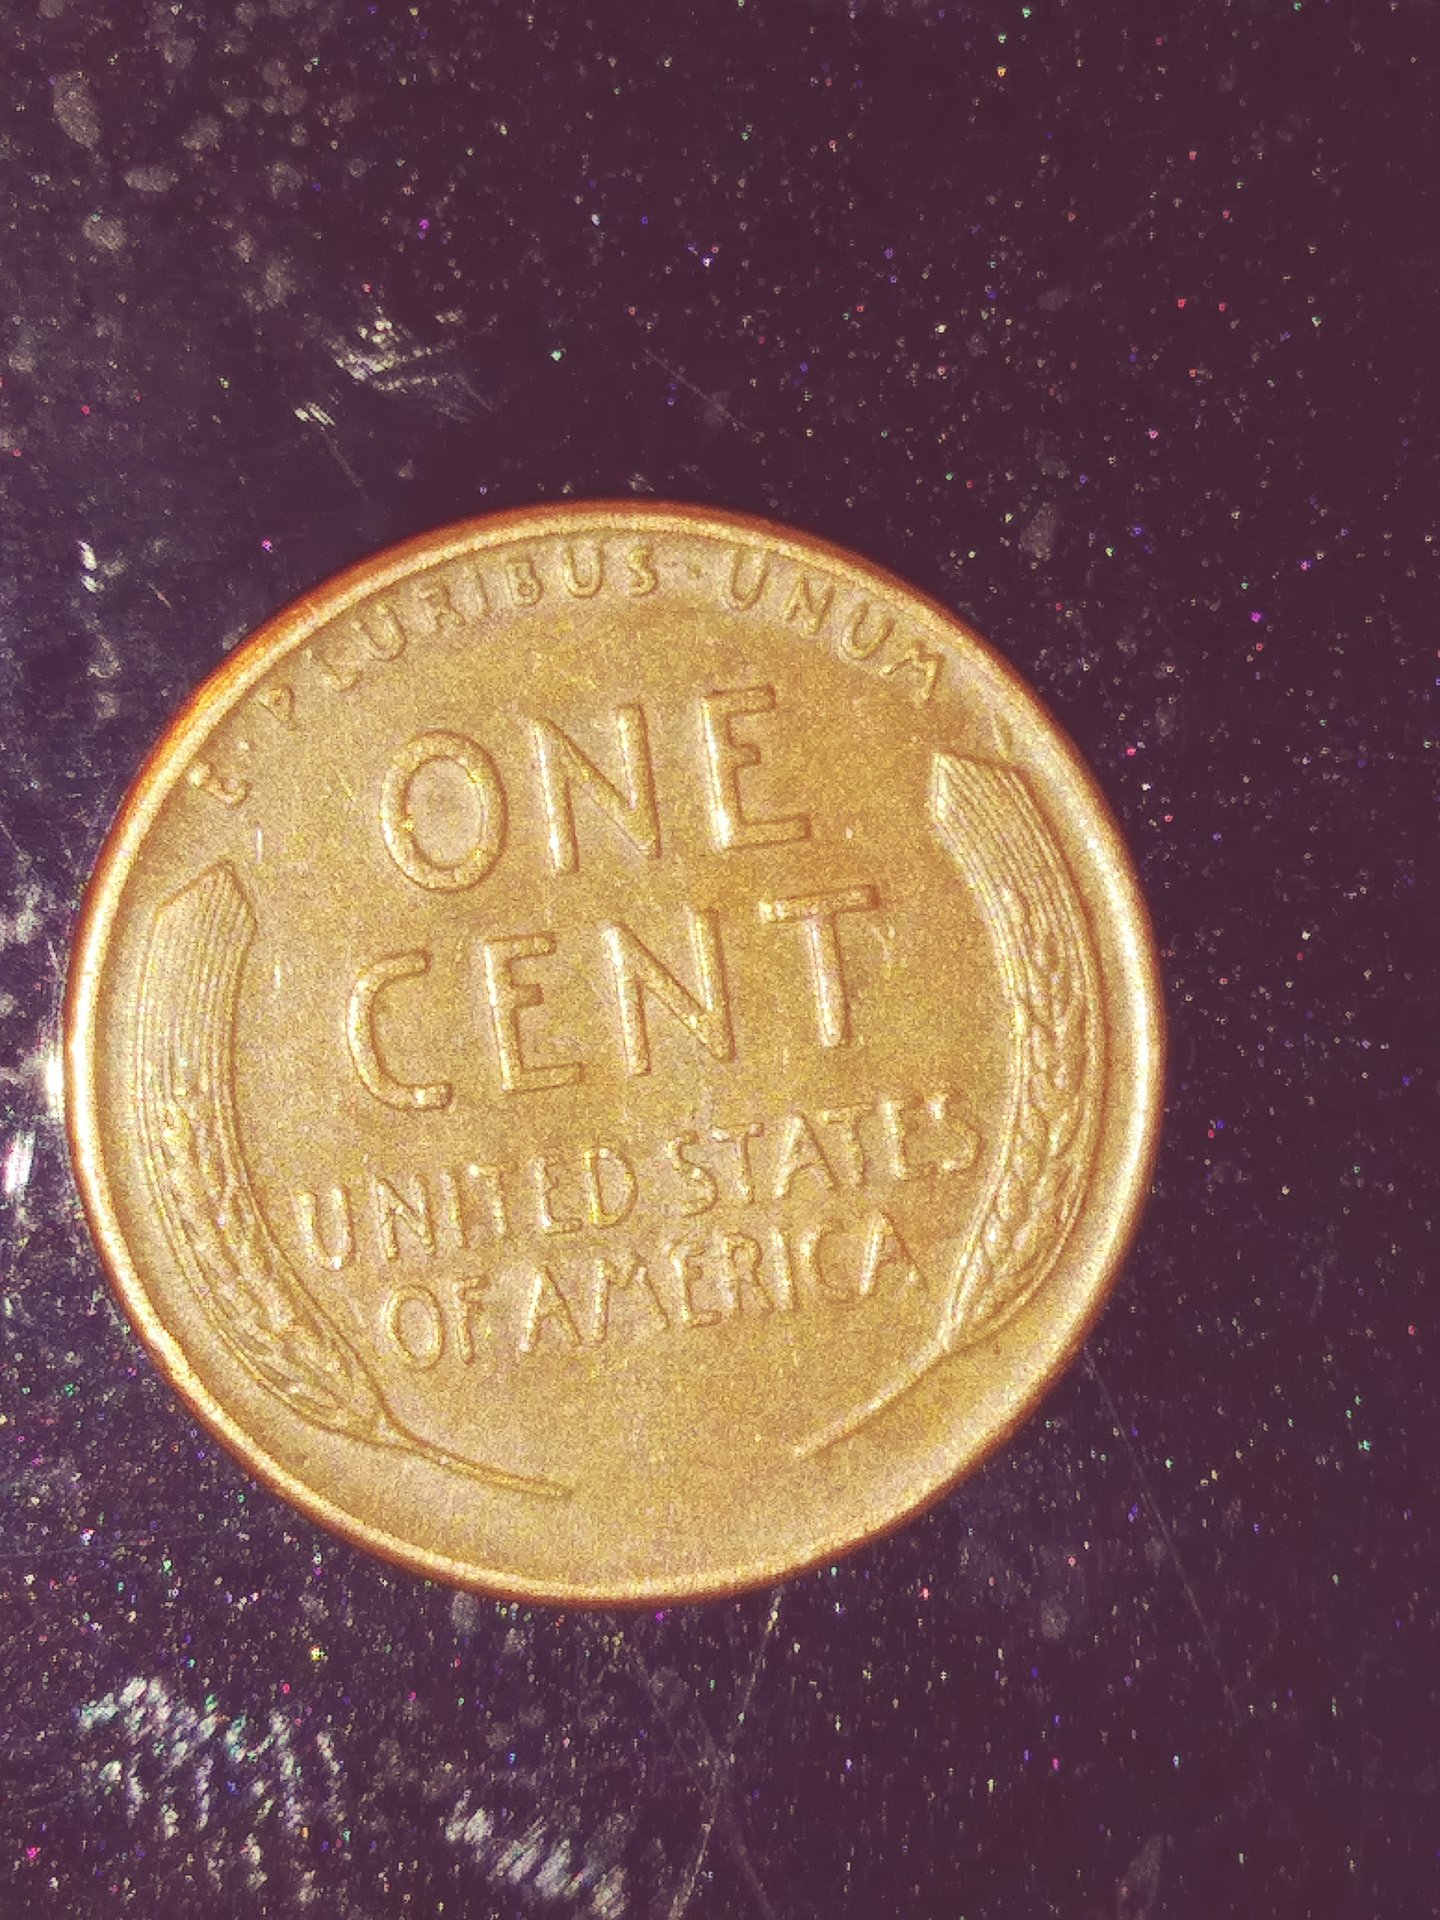 E·PLURIBUS·UNUM
ONE
CENT
UNITED STATES
OF AMERICA